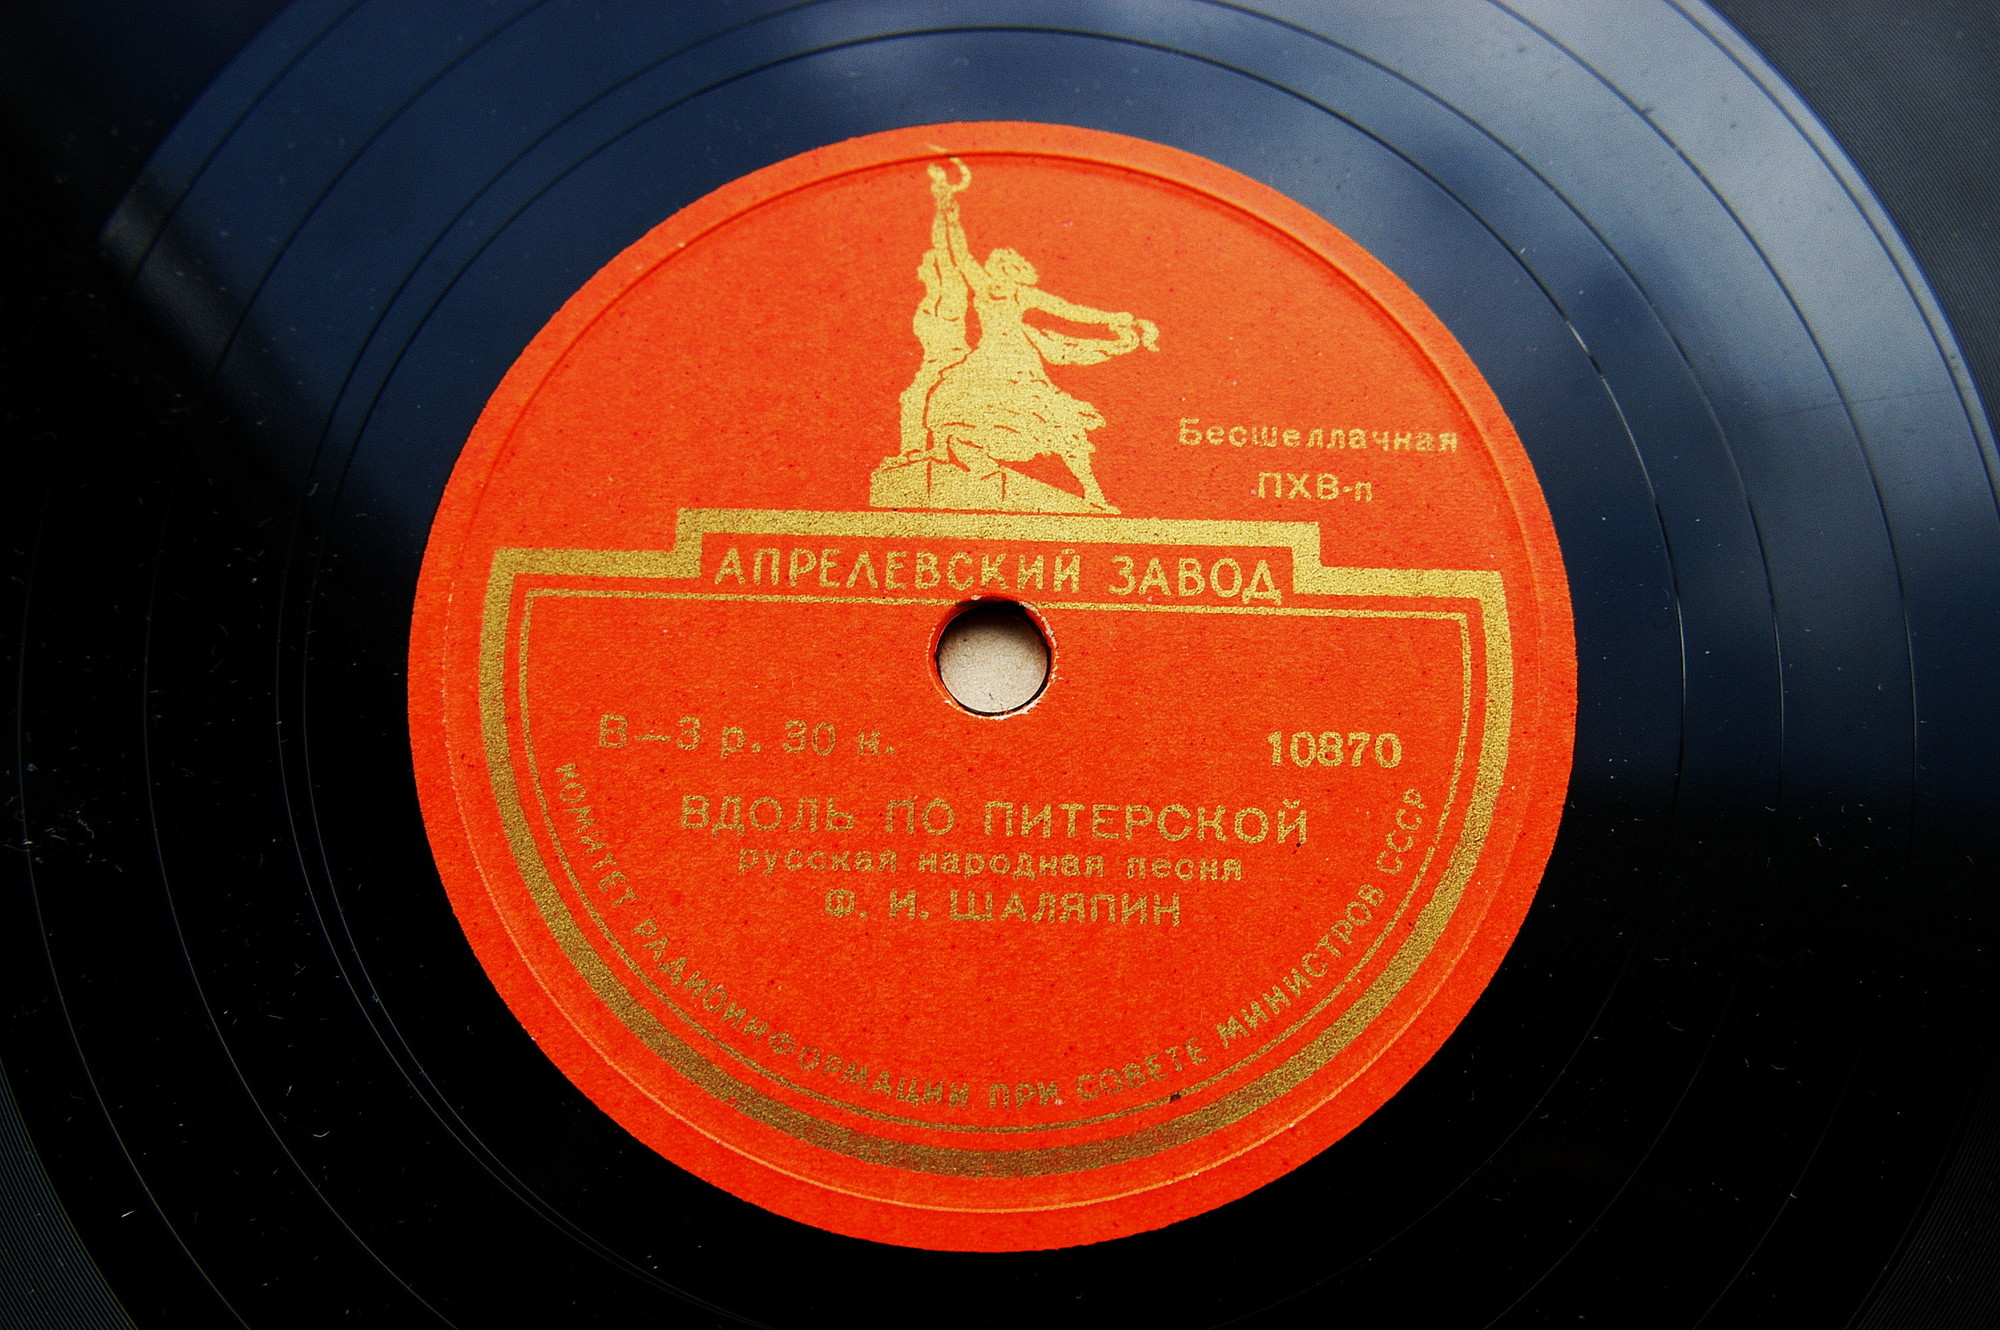 Бесшеллачная
ПХВ-п
АПРЕЛЕВСКИЙ ЗАВОД
В—3 р. 30 к.
10870
ВДОЛЬ ПО ПИТЕРСКОЙ
русская народная песня
Ф. И. ШАЛЯПИН
КОМИТЕТ РАДИОИНФОРМАЦИИ ПРИ СОВЕТЕ МИНИСТРОВ СССР